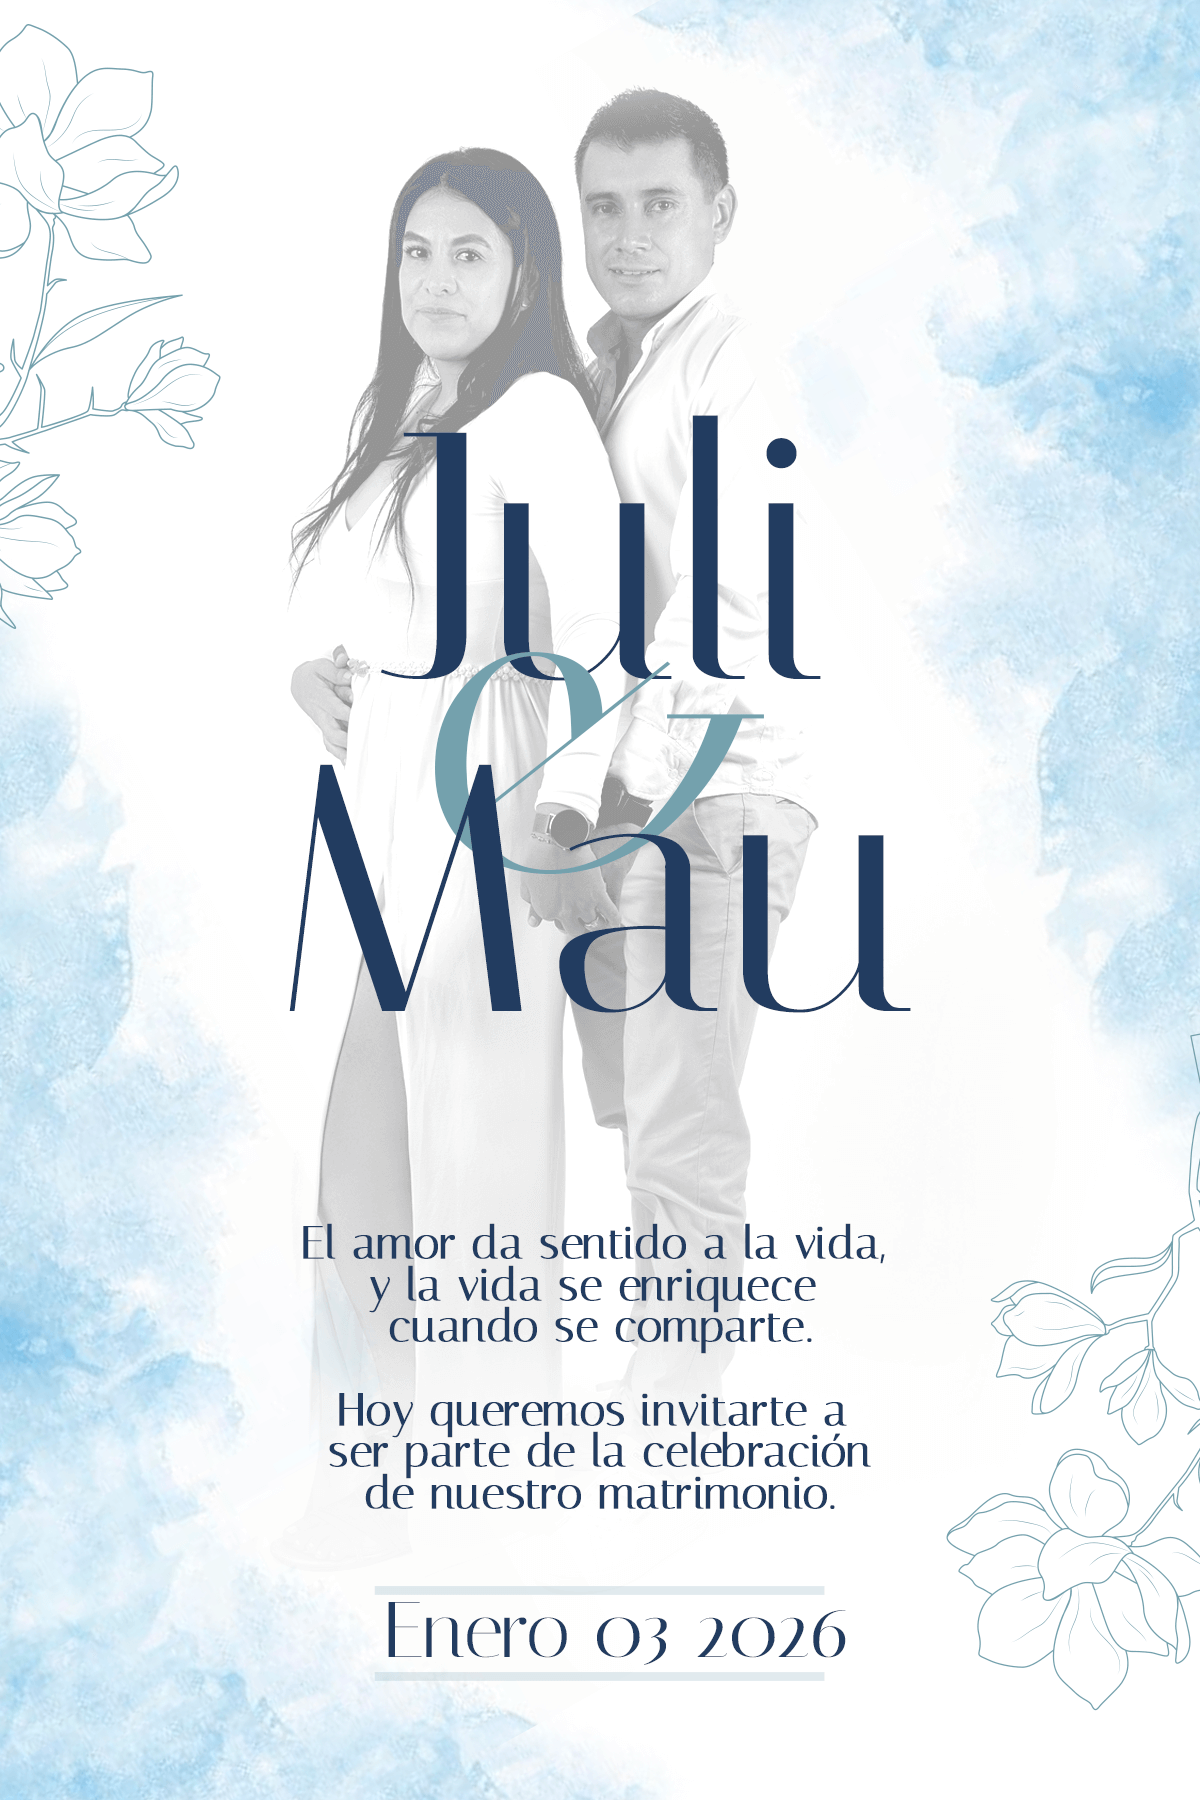 Juli
&
Mau
El amor da sentido a la vida,
y la vida se enriquece
cuando se comparte.
Hoy queremos invitarte a
ser parte de la celebración
de nuestro matrimonio.
Enero 03 2026